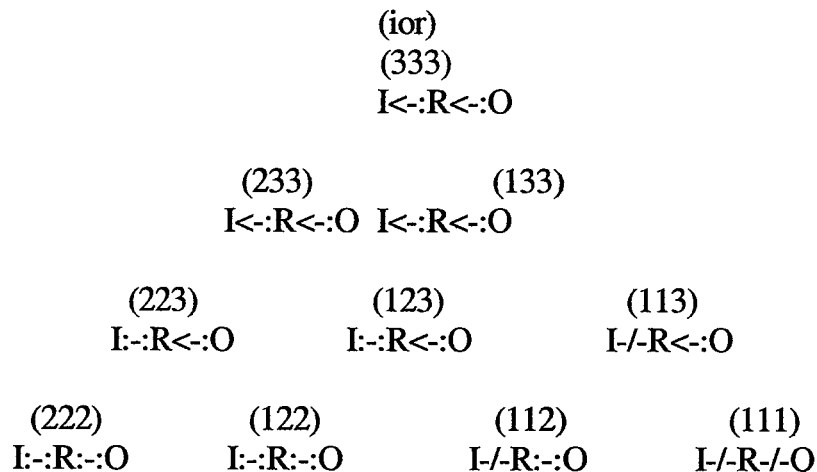 (ior)
(333)
I<-:R<-:O
(233) (133)
I<-:R<-:O I<-:R<-:O
(223) (123) (113)
I:-:R<-:O I:-:R<-:O I-/-R<-:O
(222) (122) (112) (111)
I:-:R:-:O I:-:R:-:O I-/-R:-:O I-/-R-/-O